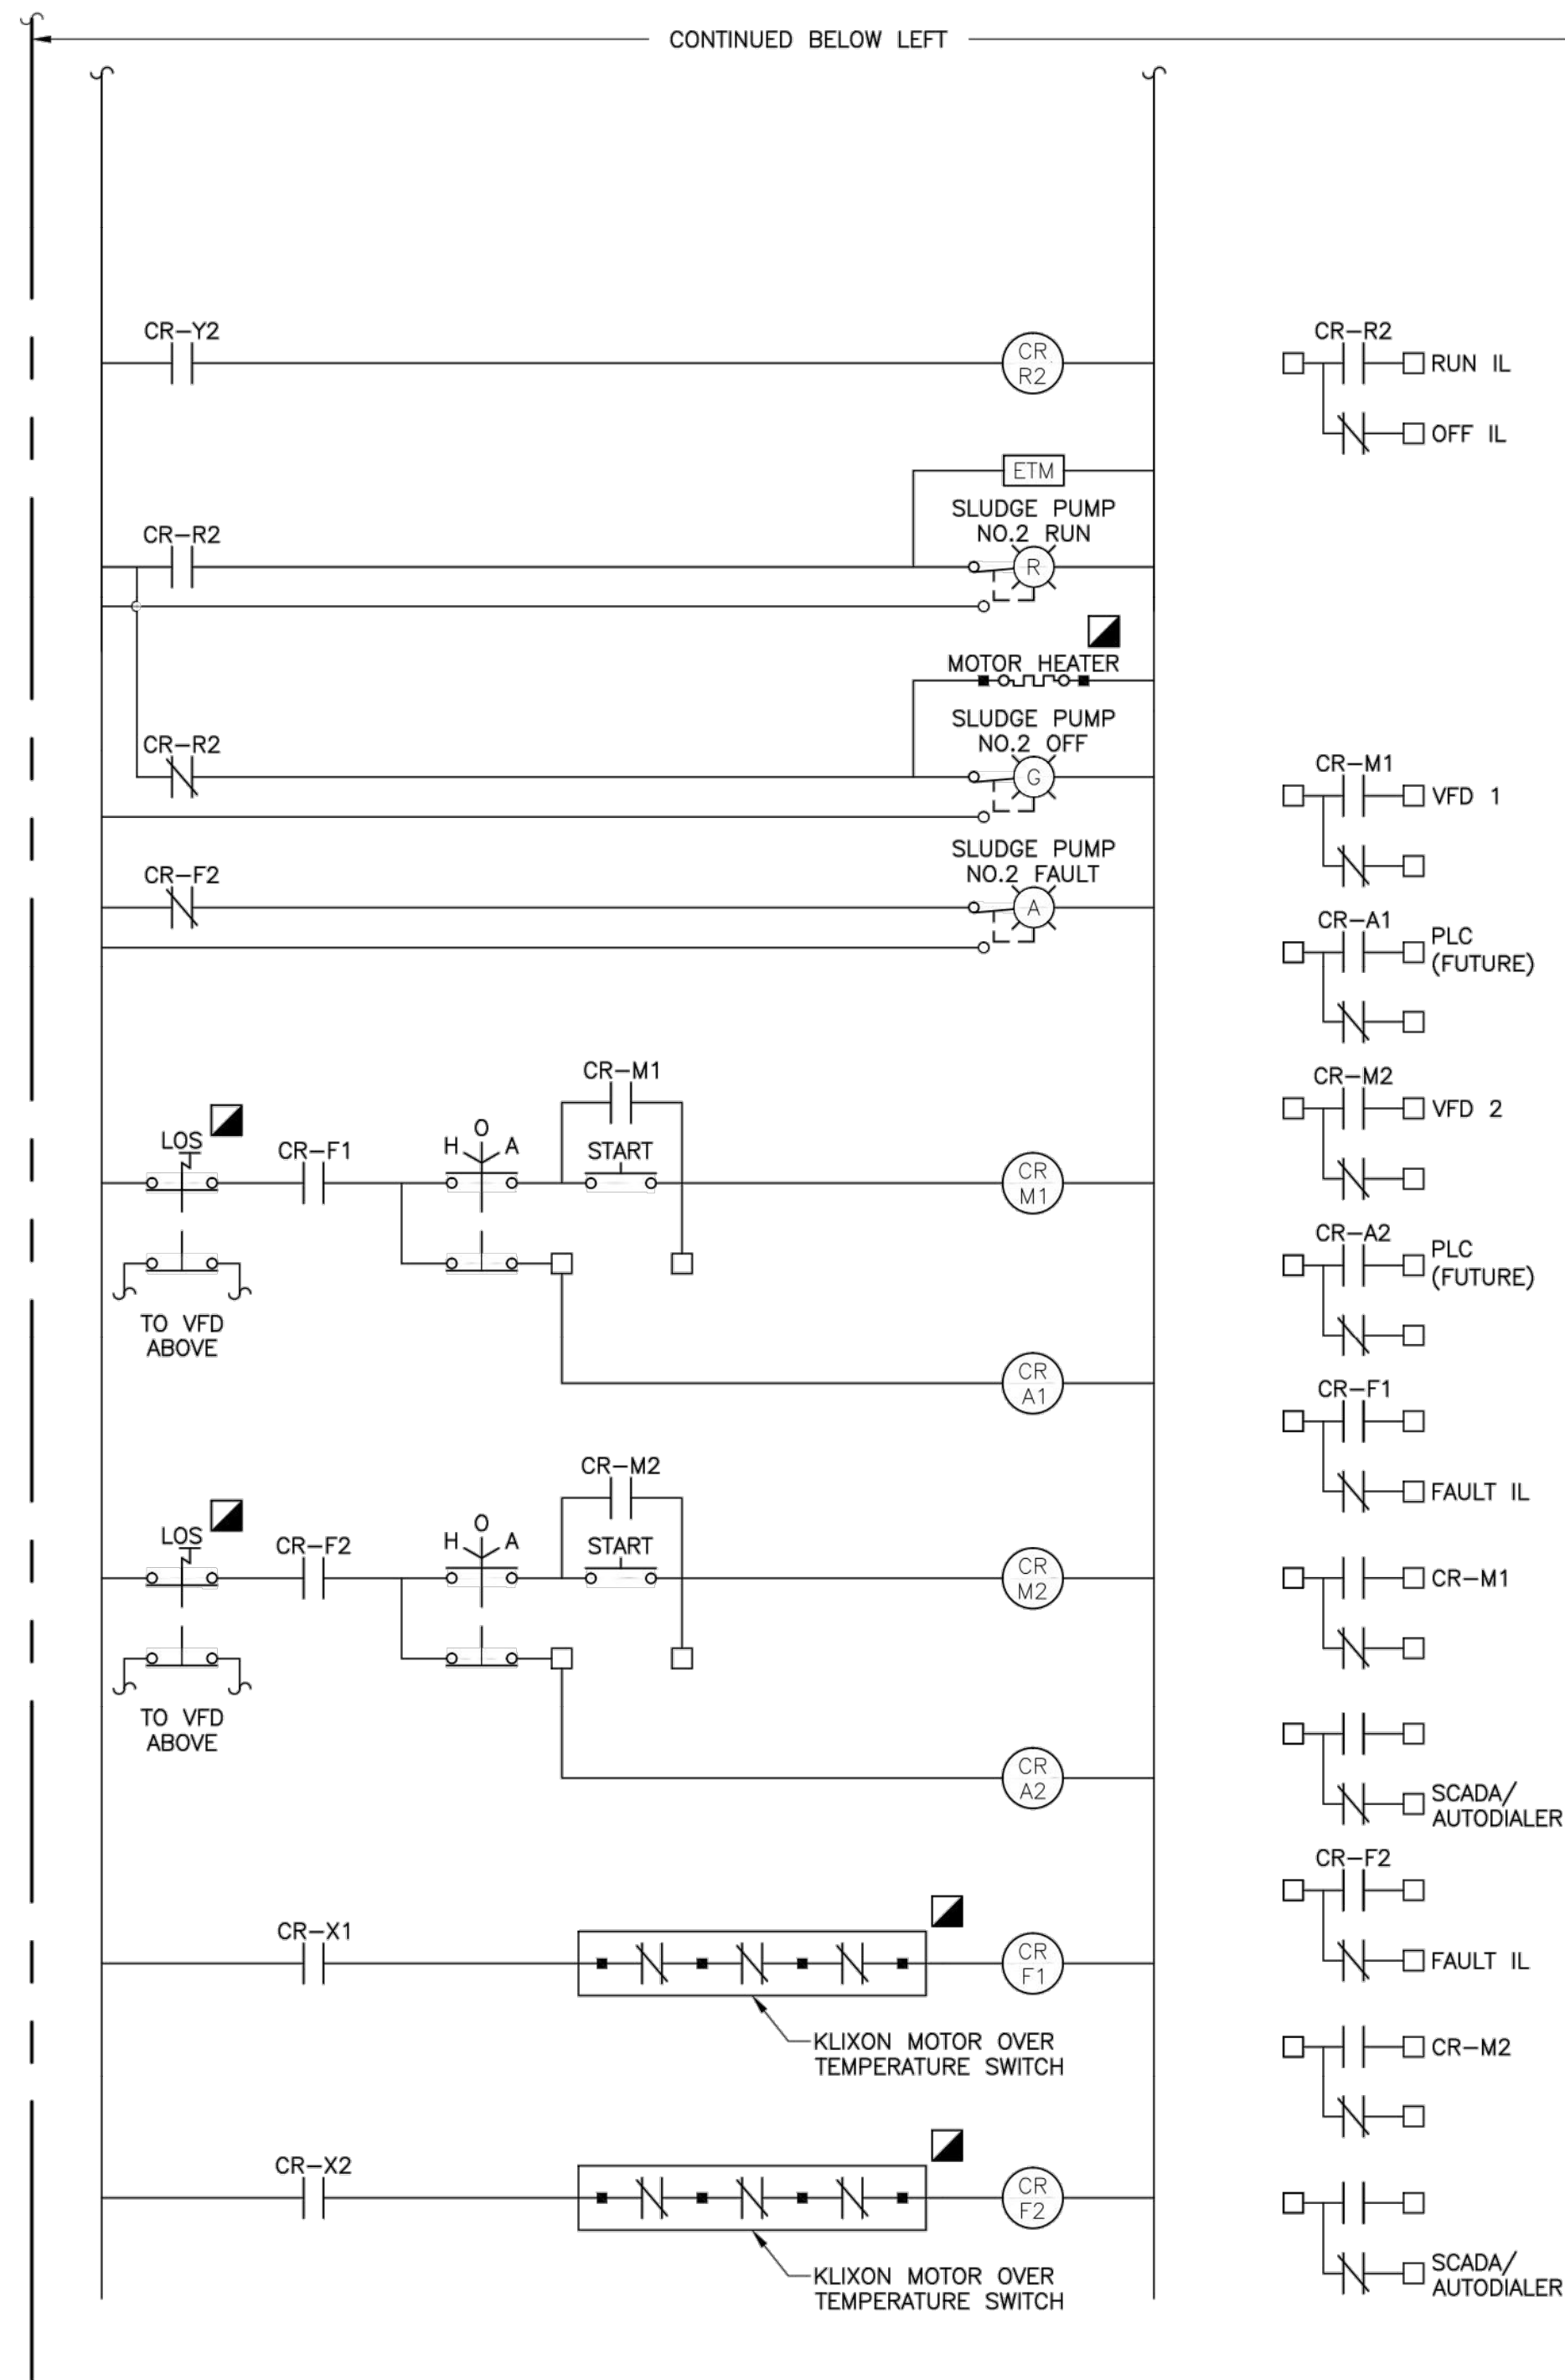 CONTINUED BELOW LEFT
CR-Y2
CR
R2
CR-R2
RUN IL
OFF IL
ETM
SLUDGE PUMP
NO.2 RUN
CR-R2
R
MOTOR HEATER
SLUDGE PUMP
NO.2 OFF
CR-R2
G
CR-M1
VFD 1
SLUDGE PUMP
NO.2 FAULT
CR-F2
A
CR-A1
PLC
(FUTURE)
CR-M1
CR-M2
VFD 2
LOS
CR-F1
H O A
START
CR
M1
CR-A2
PLC
(FUTURE)
TO VFD
ABOVE
CR
A1
CR-F1
FAULT IL
CR-M2
LOS
CR-F2
H O A
START
CR
M2
CR-M1
TO VFD
ABOVE
CR
A2
SCADA/
AUTODIALER
CR-F2
FAULT IL
CR-X1
CR
F1
KLIXON MOTOR OVER
TEMPERATURE SWITCH
CR-M2
CR-X2
CR
F2
KLIXON MOTOR OVER
TEMPERATURE SWITCH
SCADA/
AUTODIALER